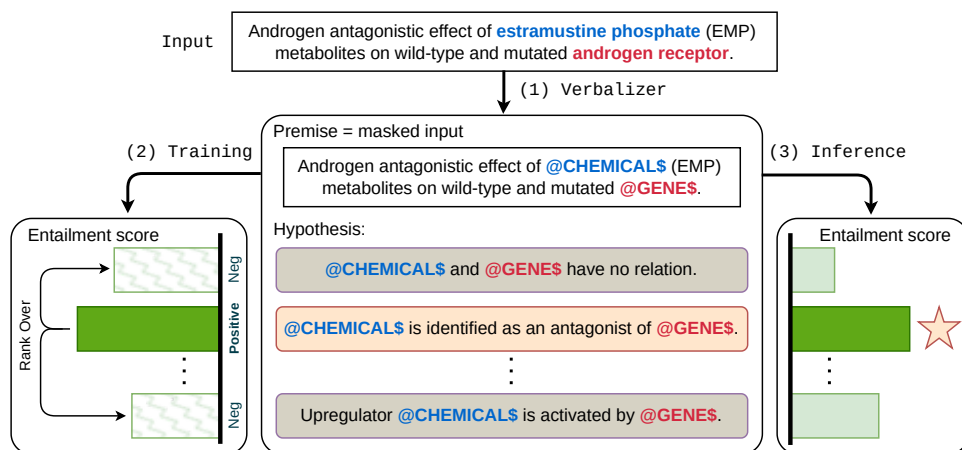 Input
Androgen antagonistic effect of estramustine phosphate (EMP)
metabolites on wild-type and mutated androgen receptor.
(1) Verbalizer
(2) Training
(3) Inference
Premise = masked input
Androgen antagonistic effect of @CHEMICAL$ (EMP)
metabolites on wild-type and mutated @GENE$.
Hypothesis:
@CHEMICAL$ and @GENE$ have no relation.
@CHEMICAL$ is identified as an antagonist of @GENE$.
Upregulator @CHEMICAL$ is activated by @GENE$.
Entailment score
Rank Over
Neg
Positive
Neg
Entailment score